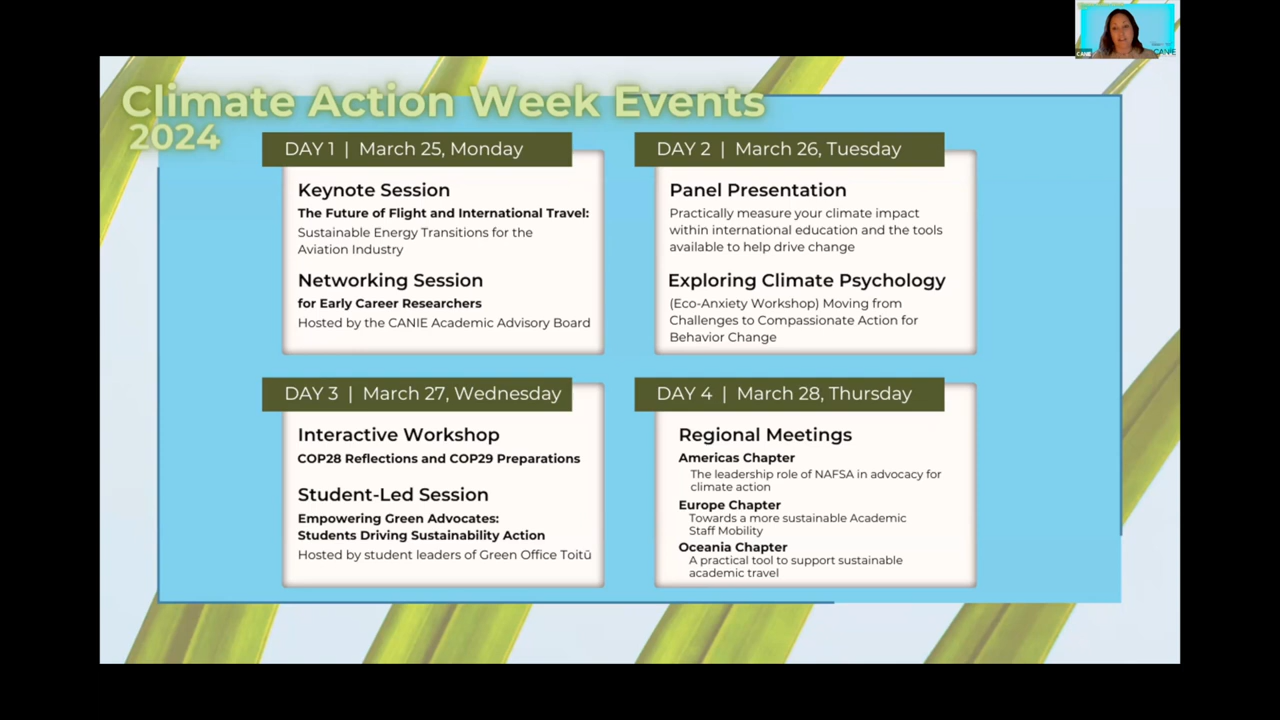 CANIE
CANIE
Climate Action Week Events
2024
DAY 1 | March 25, Monday
Keynote Session
The Future of Flight and International Travel:
Sustainable Energy Transitions for the
Aviation Industry
Networking Session
for Early Career Researchers
Hosted by the CANIE Academic Advisory Board
DAY 2 | March 26, Tuesday
Panel Presentation
Practically measure your climate impact
within international education and the tools
available to help drive change
Exploring Climate Psychology
(Eco-Anxiety Workshop) Moving from
Challenges to Compassionate Action for
Behavior Change
DAY 3 | March 27, Wednesday
Interactive Workshop
COP28 Reflections and COP29 Preparations
Student-Led Session
Empowering Green Advocates:
Students Driving Sustainability Action
Hosted by student leaders of Green Office Toitū
DAY 4 | March 28, Thursday
Regional Meetings
Americas Chapter
The leadership role of NAFSA in advocacy for
climate action
Europe Chapter
Towards a more sustainable Academic
Staff Mobility
Oceania Chapter
A practical tool to support sustainable
academic travel